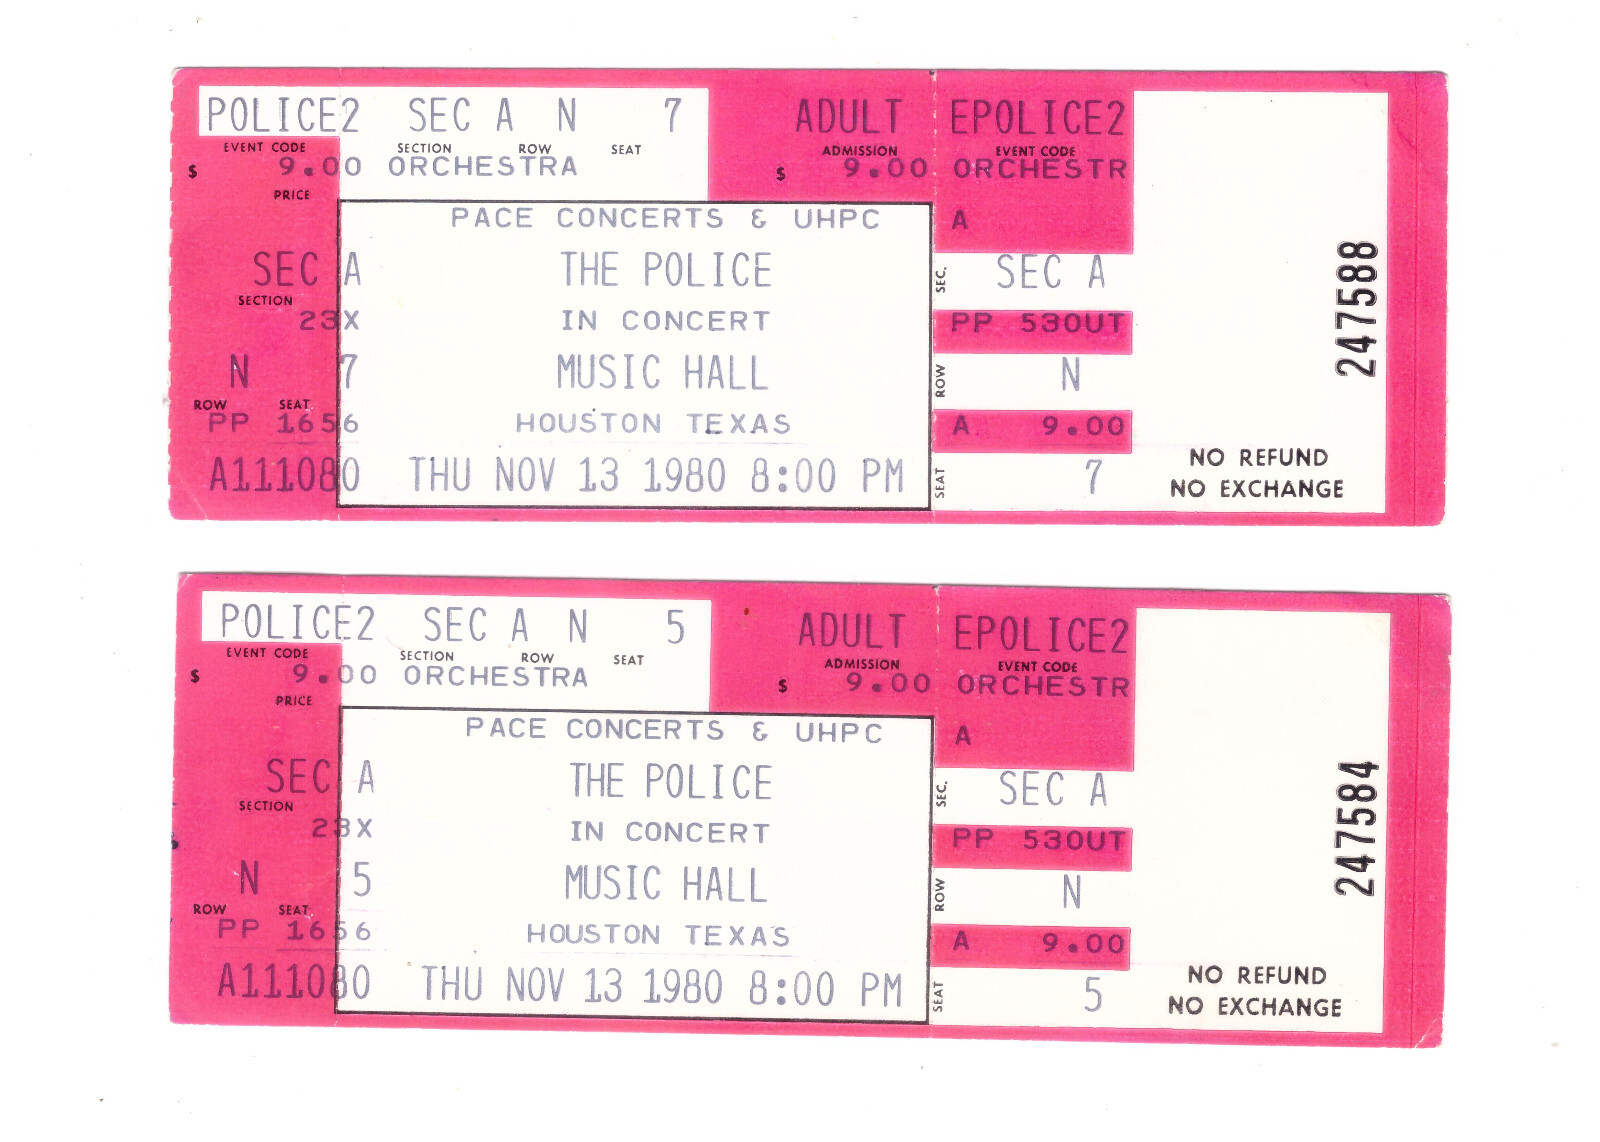 POLICE2 SEC A N 7 ADULT EPOLICE2
EVENT CODE SECTION ROW SEAT ADMISSION EVENT CODE
$ 9.00 ORCHESTRA $ 9.00 ORCHESTR
PRICE
PACE CONCERTS & UHPC A
SEC A THE POLICE SEC. SEC A
SECTION
23X IN CONCERT PP 530UT
N 7 MUSIC HALL ROW N
ROW SEAT
PP 1656 HOUSTON TEXAS A 9.00
A111080 THU NOV 13 1980 8:00 PM SEAT 7
NO REFUND
NO EXCHANGE
247588
POLICE2 SEC A N 5 ADULT EPOLICE2
EVENT CODE SECTION ROW SEAT ADMISSION EVENT CODE
$ 9.00 ORCHESTRA $ 9.00 ORCHESTR
PRICE
PACE CONCERTS & UHPC A
SEC A THE POLICE SEC. SEC A
SECTION
23X IN CONCERT PP 530UT
N 5 MUSIC HALL ROW N
ROW SEAT
PP 1656 HOUSTON TEXAS A 9.00
A111080 THU NOV 13 1980 8:00 PM SEAT 5
NO REFUND
NO EXCHANGE
247584